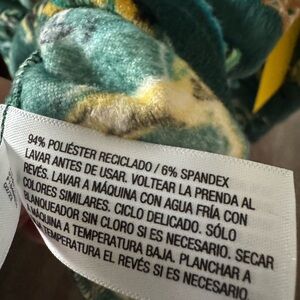 94% POLIÉSTER RECICLADO / 6% SPANDEX
LAVAR ANTES DE USAR. VOLTEAR LA PRENDA AL
REVÉS. LAVAR A MÁQUINA CON AGUA FRÍA CON
COLORES SIMILARES. CICLO DELICADO. SÓLO
BLANQUEADOR SIN CLORO SI ES NECESARIO. SECAR
A MÁQUINA A TEMPERATURA BAJA. PLANCHAR A
TEMPERATURA EL REVÉS SI ES NECESARIO